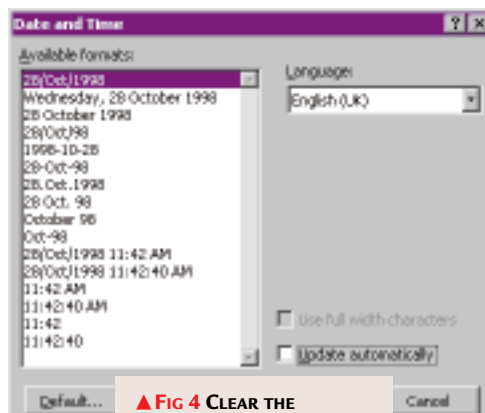 Date and Time
Available formats:
28/Oct/1998
Wednesday, 28 October 1998
28 October 1998
28/Oct/98
1998-10-28
28-Oct-98
28.Oct.1998
28 Oct. 98
October 98
Oct-98
28/Oct/1998 11:42 AM
28/Oct/1998 11:42:40 AM
11:42 AM
11:42:40 AM
11:42
11:42:40
Language:
English (UK)
Use full width characters
Update automatically
Default...
Cancel
▲FIG 4 CLEAR THE